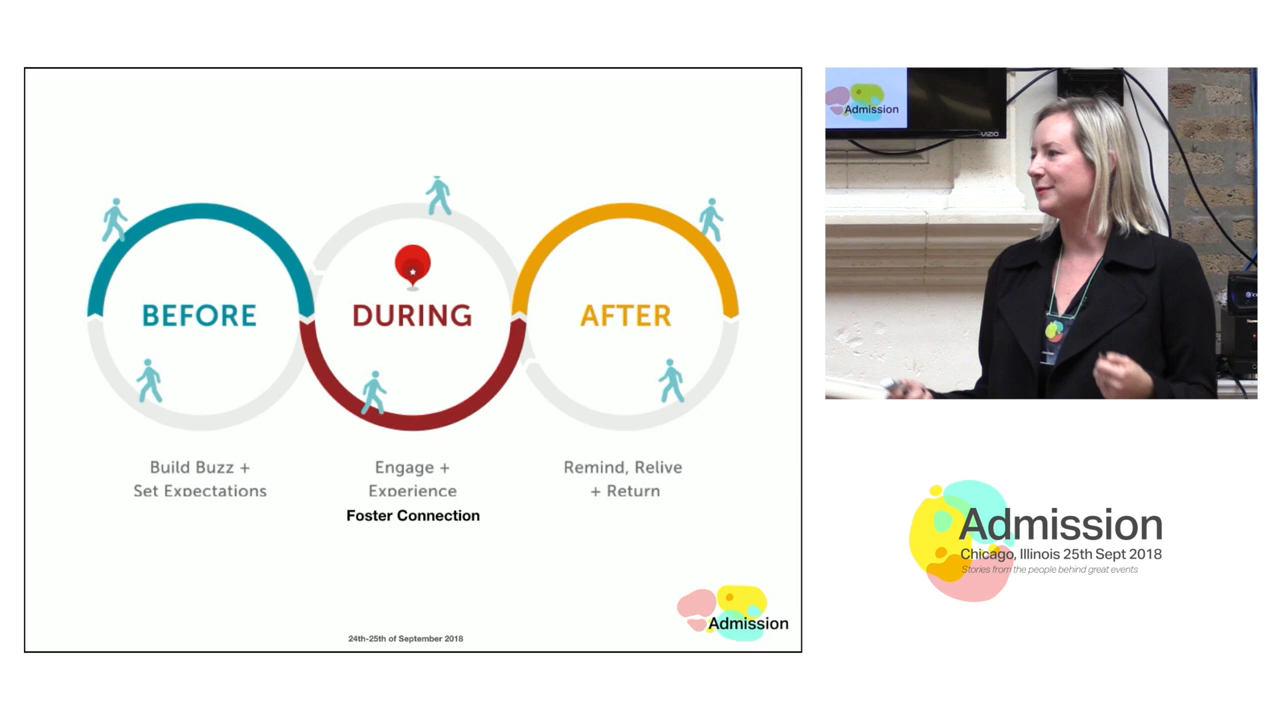 BEFORE
DURING
AFTER
Build Buzz +
Set Expectations
Engage +
Experience
Foster Connection
Remind, Relive
+ Return
24th-25th of September 2018
Admission
Admission
VIZIO
Admission
Chicago, Illinois 25th Sept 2018
Stories from the people behind great events